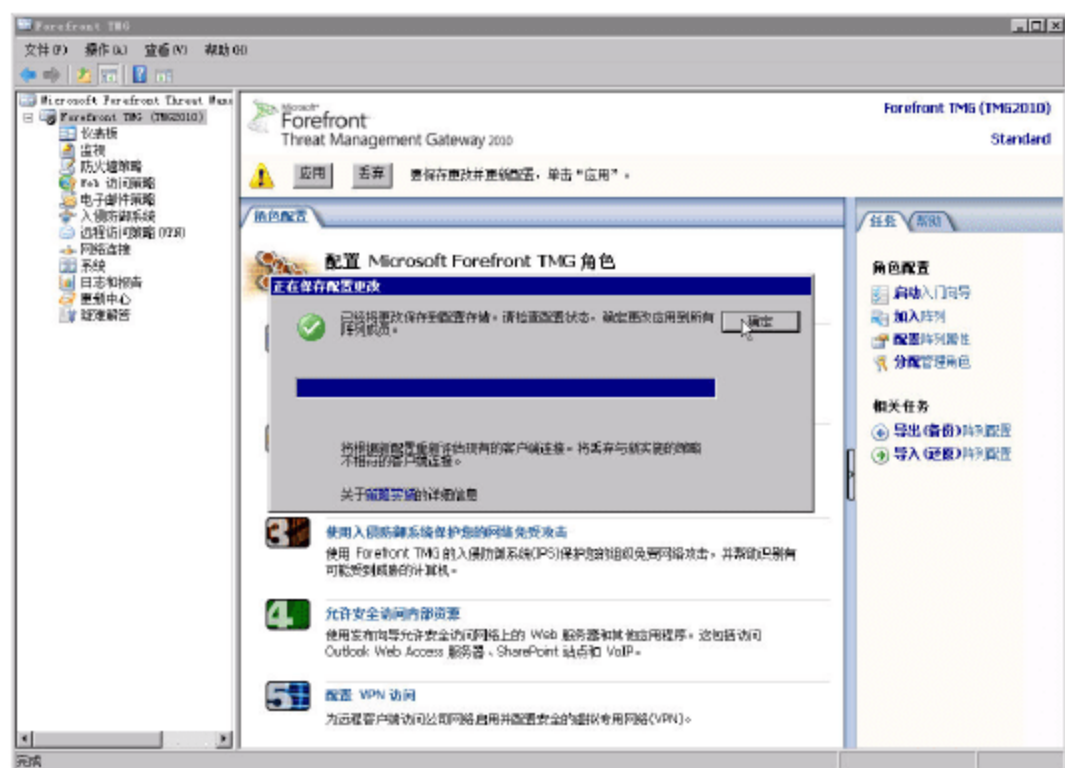 Forefront TMG
文件(F) 操作(A) 查看(V) 帮助(H)
Microsoft Forefront Threat Mana
Forefront TMG (TMG2010)
仪表板
监视
防火墙策略
Web 访问策略
电子邮件策略
入侵防御系统
远程访问策略(VPN)
网络连接
系统
日志和报告
更新中心
疑难解答
Microsoft
Forefront
Threat Management Gateway 2010
Forefront TMG (TMG2010)
Standard
应用 丢弃 要保存更改并更新配置，单击“应用”。
角色配置
配置 Microsoft Forefront TMG 角色
正在保存配置更改
已经将更改保存到配置存储。请检查配置状态，确定更改应用到所有
阵列成员。
确定
将根据新配置重新评估现有的客户端连接。将丢弃与新实施的策略
不相符的客户端连接。
关于策略实施的详细信息
3 使用入侵防御系统保护您的网络免受攻击
使用 Forefront TMG 的入侵防御系统(IPS)保护您的组织免受网络攻击，并帮助识别有
可能受到威胁的计算机。
4 允许安全访问内部资源
使用发布向导允许安全访问网络上的 Web 服务器和其他应用程序。这包括访问
Outlook Web Access 服务器、SharePoint 站点和 VoIP。
5 配置 VPN 访问
为远程客户端访问公司网络启用并配置安全的虚拟专用网络(VPN)。
任务 帮助
角色配置
启动入门向导
加入阵列
配置阵列属性
分配管理角色
相关任务
导出(备份)阵列配置
导入(还原)阵列配置
完成